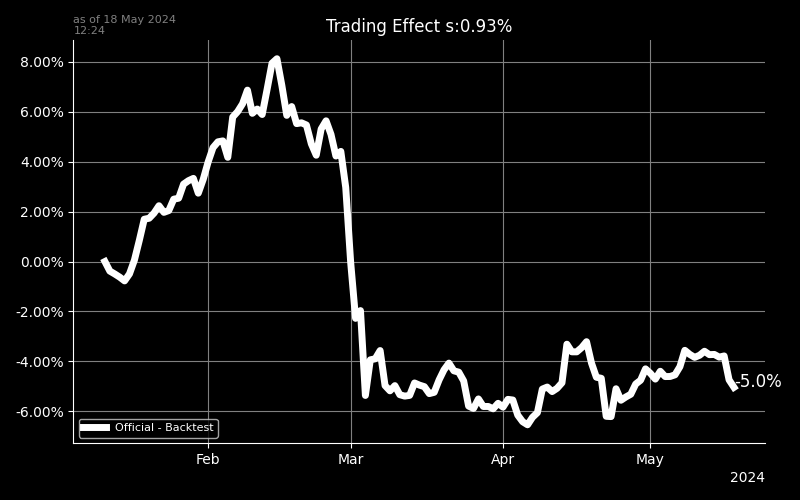 as of 18 May 2024
12:24
Trading Effect s:0.93%
8.00%
6.00%
4.00%
2.00%
0.00%
-2.00%
-4.00%
-6.00%
-5.0%
Official - Backtest
Feb
Mar
Apr
May
2024